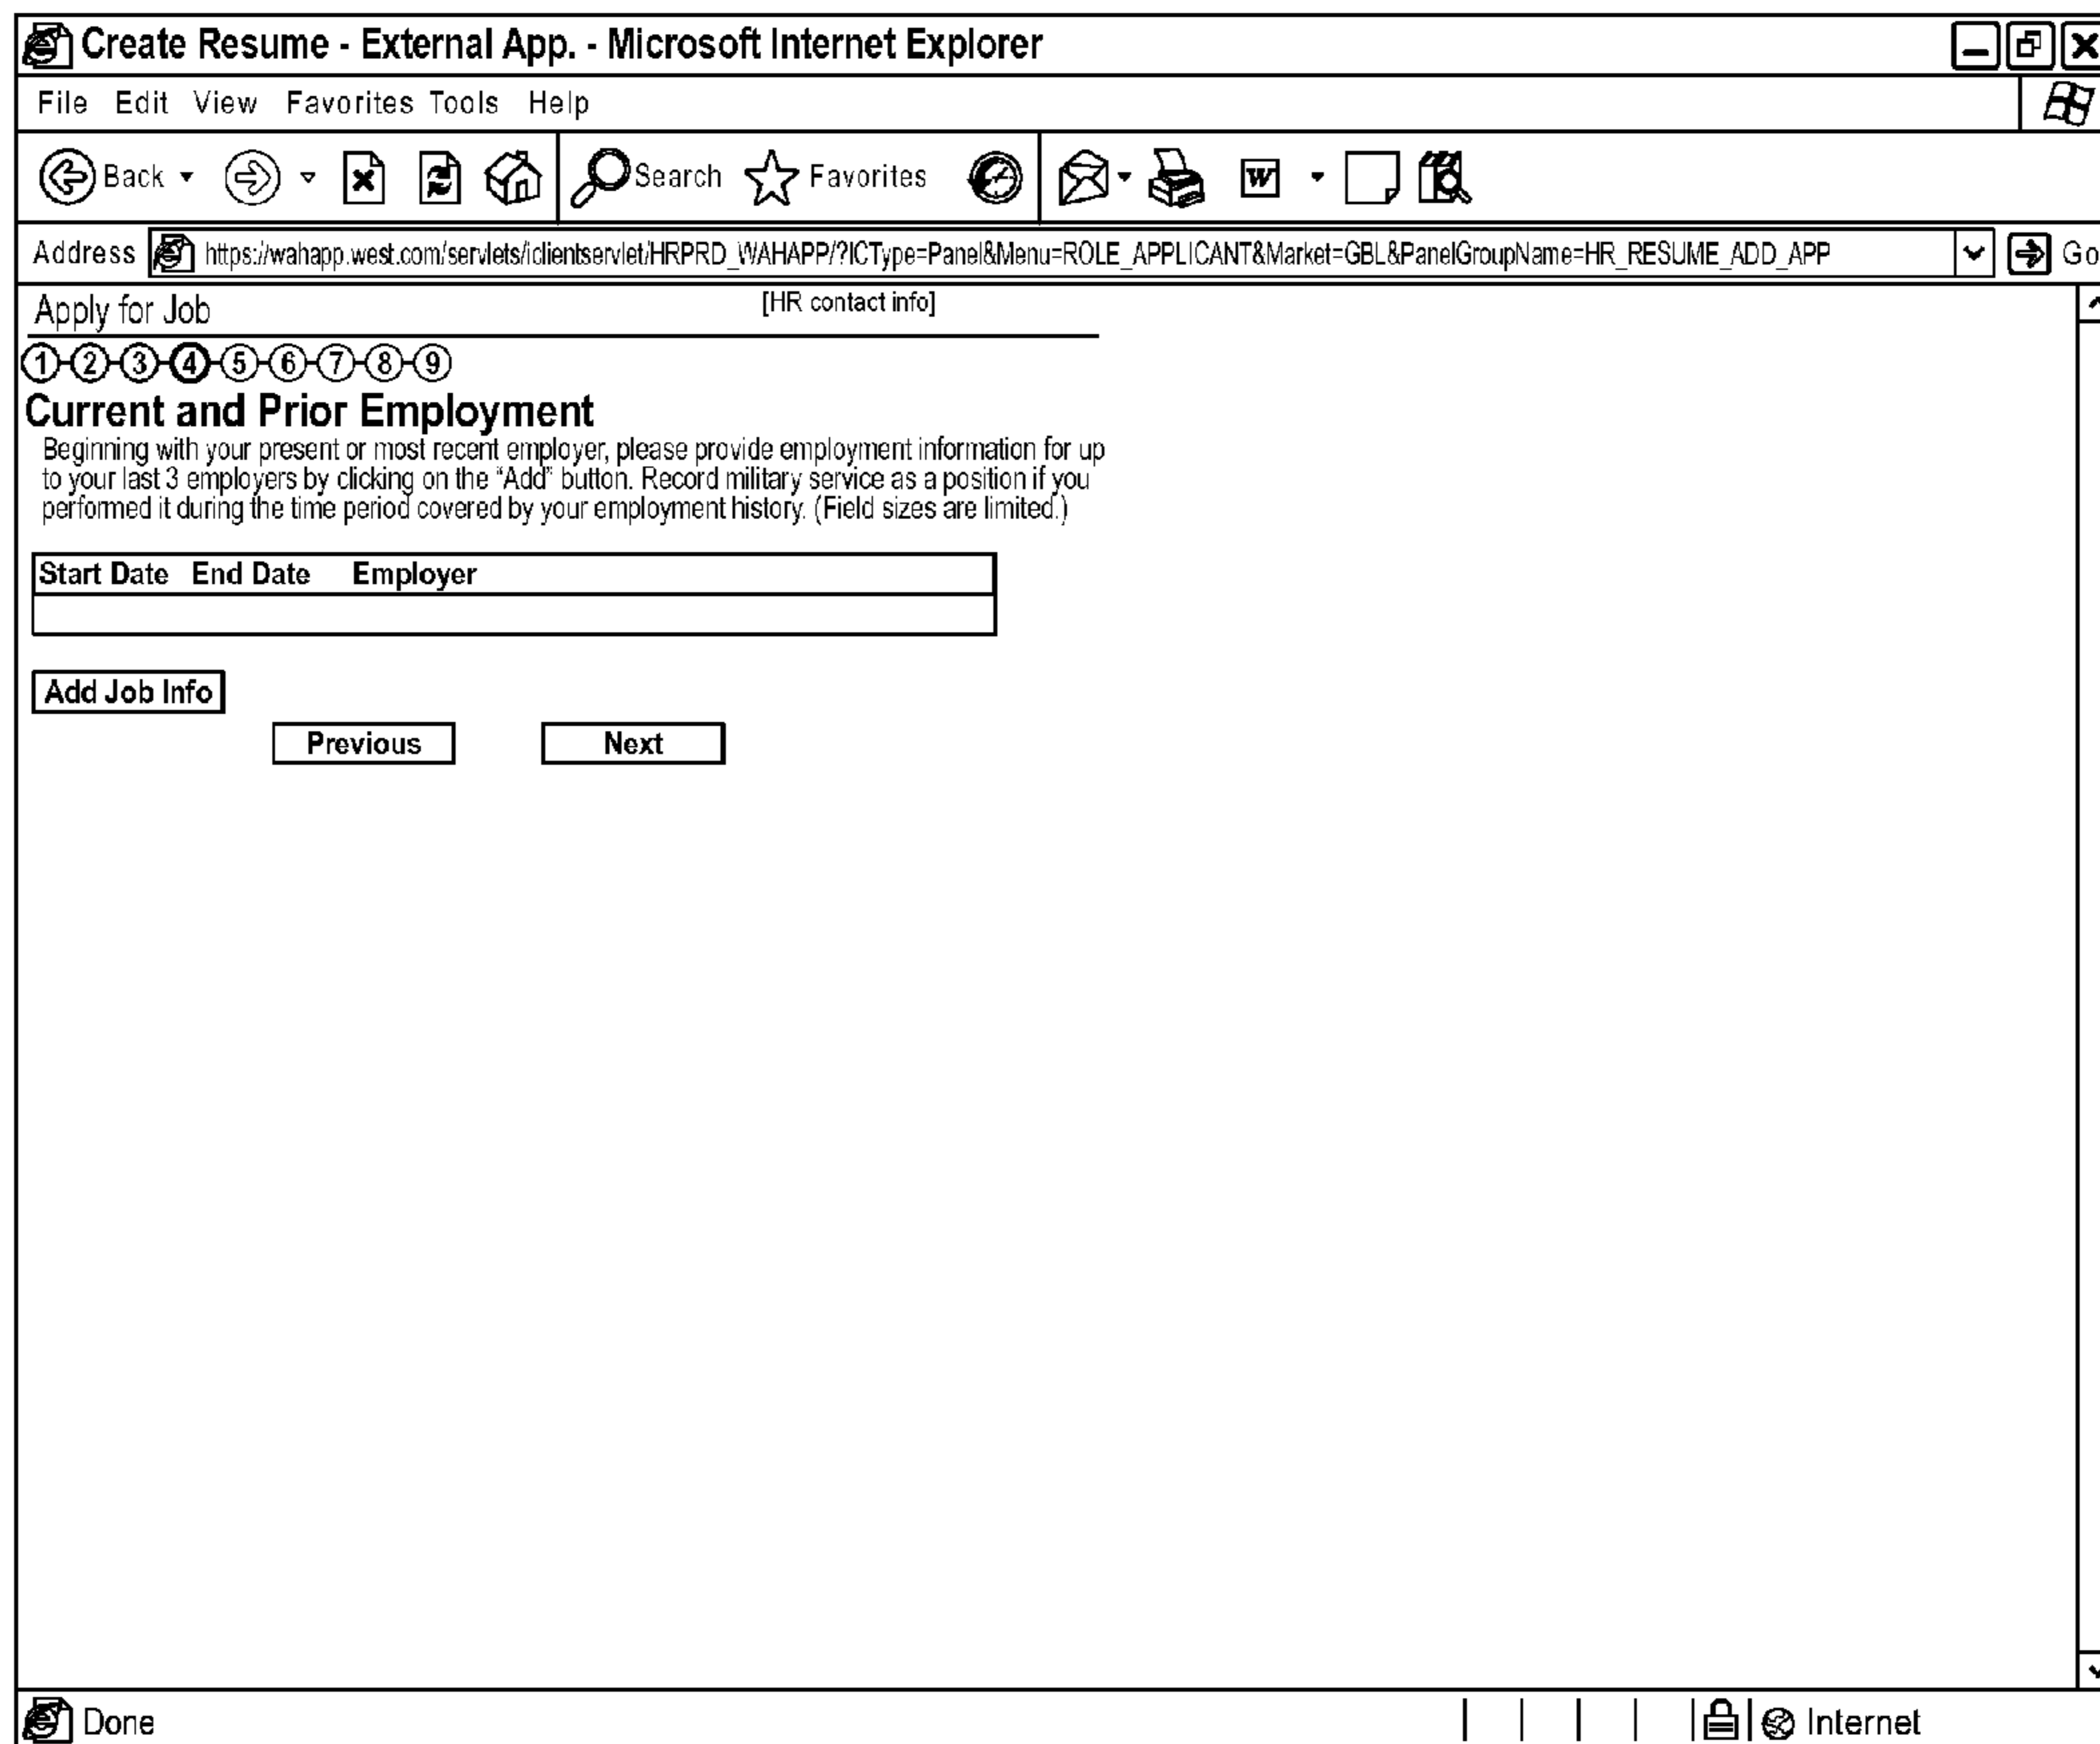 Create Resume - External App. - Microsoft Internet Explorer
File Edit View Favorites Tools Help
Back Search Favorites W
Address https://wahapp.west.com/servlets/iclientservlet/HRPRD_WAHAPP/?ICType=Panel&Menu=ROLE_APPLICANT&Market=GBL&PanelGroupName=HR_RESUME_ADD_APP Go
Apply for Job [HR contact info]
1 2 3 4 5 6 7 8 9
Current and Prior Employment
Beginning with your present or most recent employer, please provide employment information for up
to your last 3 employers by clicking on the “Add” button. Record military service as a position if you
performed it during the time period covered by your employment history. (Field sizes are limited.)
Start Date End Date Employer
Add Job Info
Previous Next
Done Internet